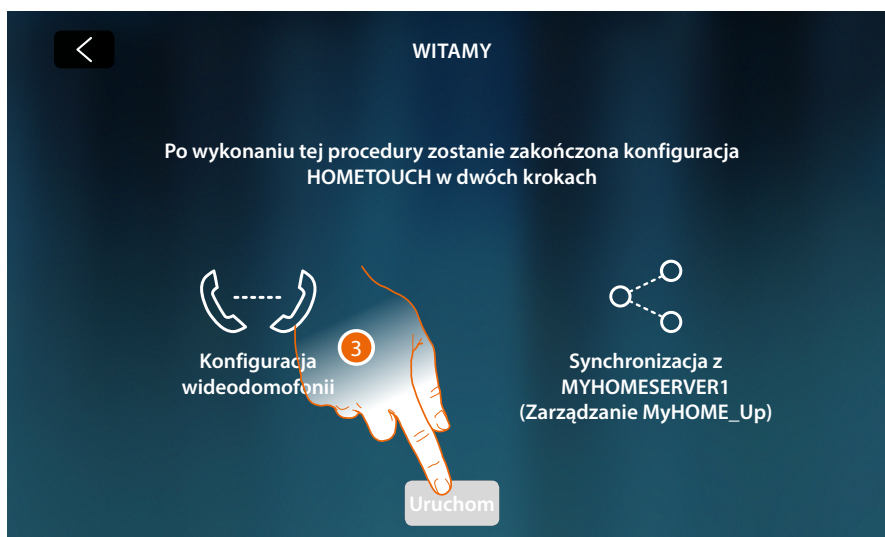 WITAMY
Po wykonaniu tej procedury zostanie zakończona konfiguracja
HOMETOUCH w dwóch krokach
3
Konfiguracja
wideodomofonii
Synchronizacja z
MYHOMESERVER1
(Zarządzanie MyHOME_Up)
Uruchom